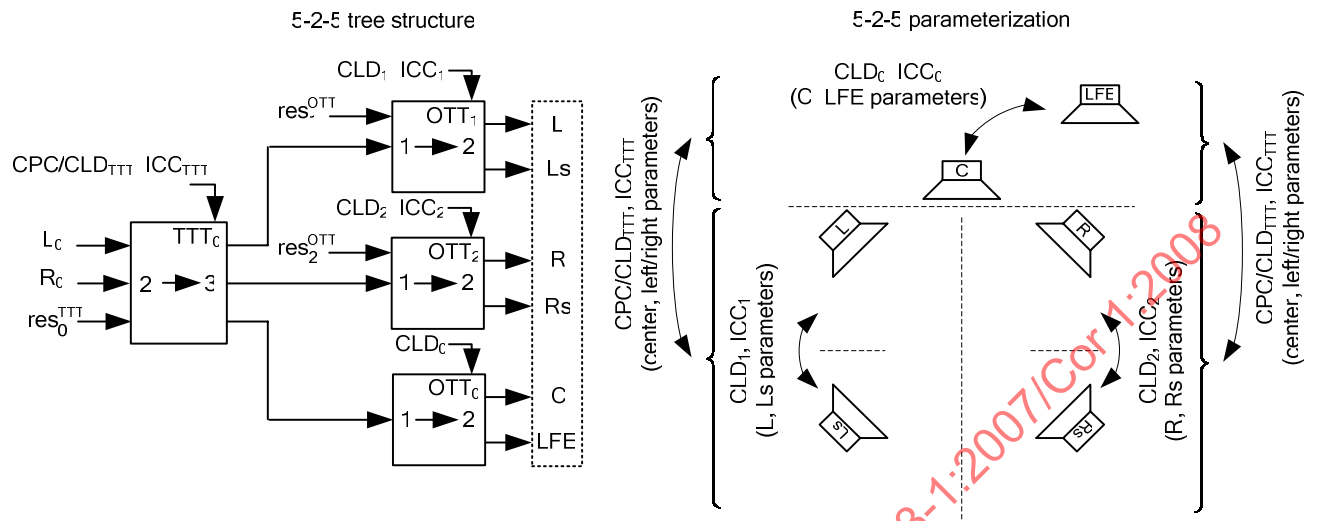 5-2-5 tree structure
CLD1 ICC1
res OTT
OTT1
1 2
L
Ls
CPC/CLDTTT ICCTTT
TTT0
L0
R0
res0TTT
2 3
CLD2 ICC2
res2OTT
OTT2
1 2
R
Rs
CLD0
OTT0
1 2
C
LFE
5-2-5 parameterization
CLD0 ICC0
(C LFE parameters)
LFE
C
L
R
Ls
Rs
CPC/CLDTTT, ICCTTT
(center, left/right parameters)
CLD1, ICC1
(L, Ls parameters)
CLD2, ICC2
(R, Rs parameters)
CPC/CLDTTT, ICCTTT
(center, left/right parameters)
8-1:2007/Cor 1:2008